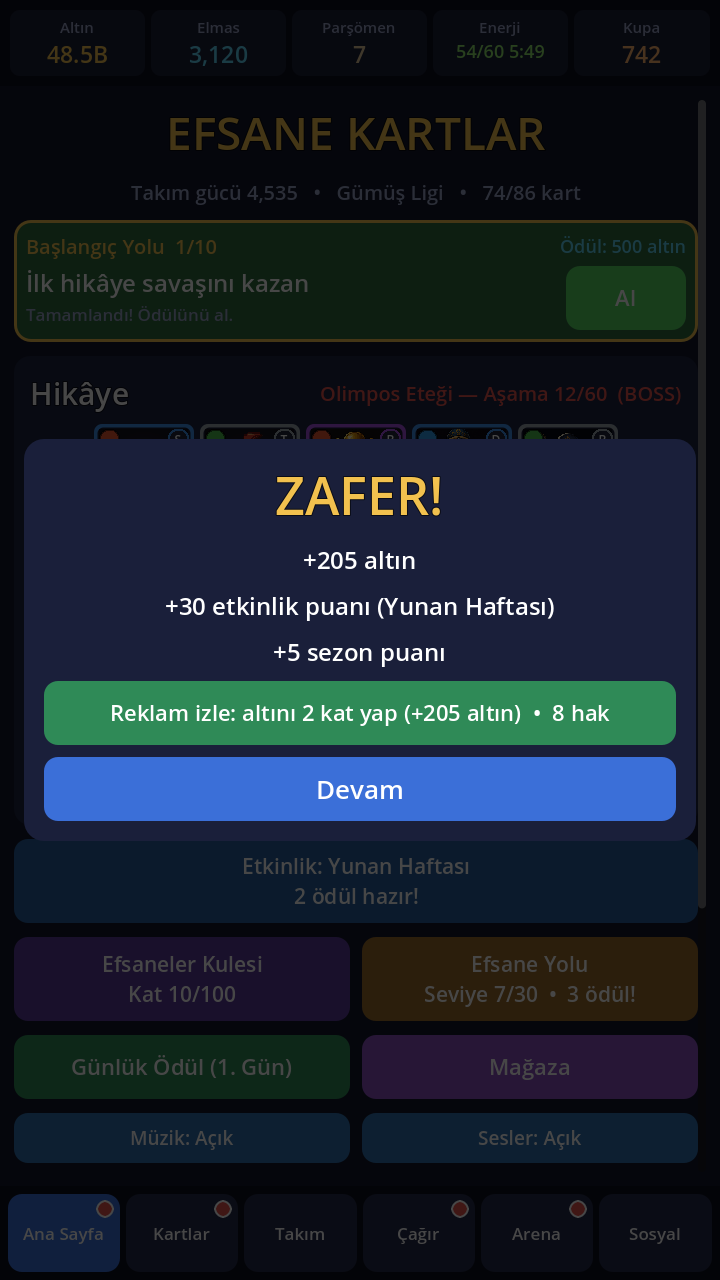 Altın
48.5B
Elmas
3,120
Parşömen
7
Enerji
54/60 5:49
Kupa
742
EFSANE KARTLAR
Takım gücü 4,535 • Gümüş Ligi • 74/86 kart
Başlangıç Yolu 1/10
Ödül: 500 altın
İlk hikâye savaşını kazan
Tamamlandı! Ödülünü al.
Al
Hikâye
Olimpos Eteği — Aşama 12/60 (BOSS)
ZAFER!
+205 altın
+30 etkinlik puanı (Yunan Haftası)
+5 sezon puanı
Reklam izle: altını 2 kat yap (+205 altın) • 8 hak
Devam
Etkinlik: Yunan Haftası
2 ödül hazır!
Efsaneler Kulesi
Kat 10/100
Efsane Yolu
Seviye 7/30 • 3 ödül!
Günlük Ödül (1. Gün)
Mağaza
Müzik: Açık
Sesler: Açık
Ana Sayfa
Kartlar
Takım
Çağır
Arena
Sosyal